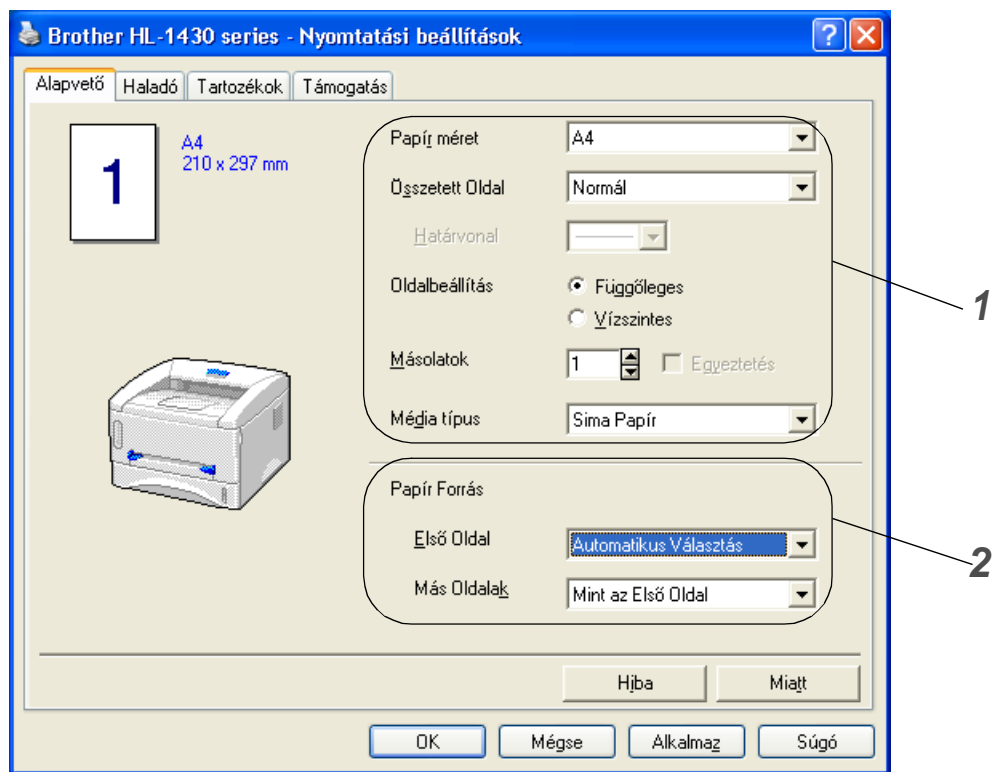 Brother HL-1430 series - Nyomtatási beállítások
Alapvető Haladó Tartozékok Támogatás
1
A4
210 x 297 mm
Papír méret A4
Összetett Oldal Normál
Határvonal
Oldalbeállítás Függőleges
Vízszintes
Másolatok 1 Egyeztetés
Média típus Sima Papír
1
Papír Forrás
Első Oldal Automatikus Választás
Más Oldalak Mint az Első Oldal
2
Hiba Miatt
OK Mégse Alkalmaz Súgó